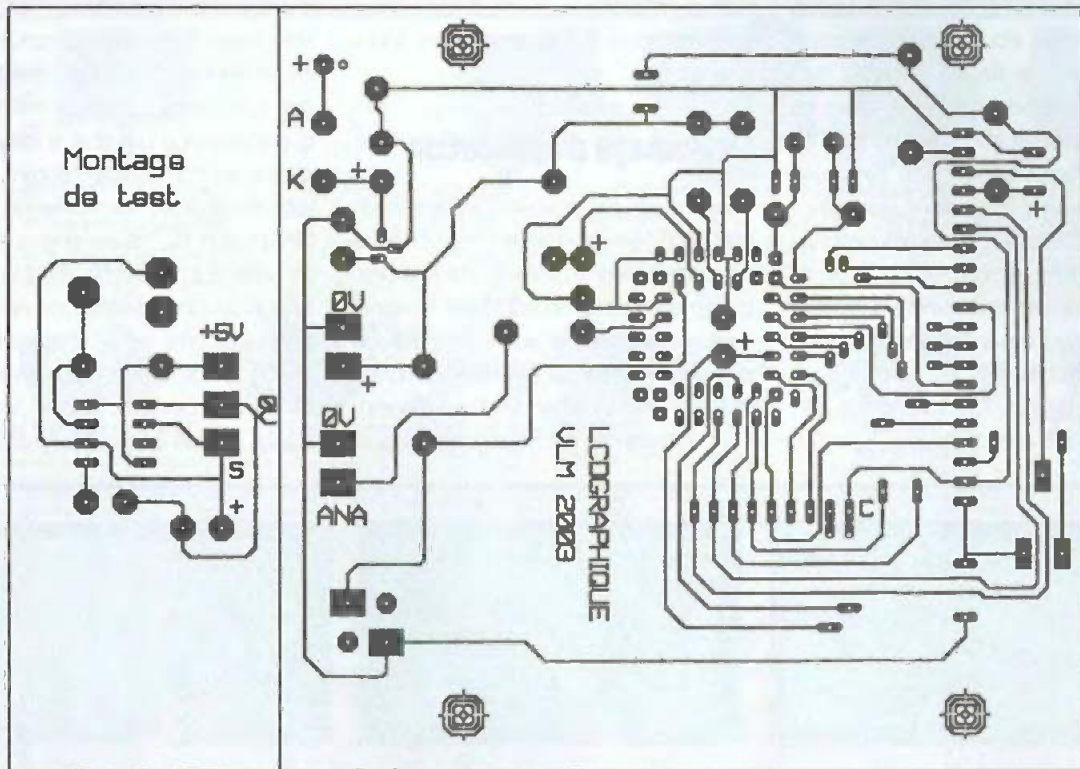 Montage
de test
+
A
K
+
+5V
0
S
+
0V
+
0V
ANA
+
+
+
C
LCDGRAPHIQUE
VLM 2003